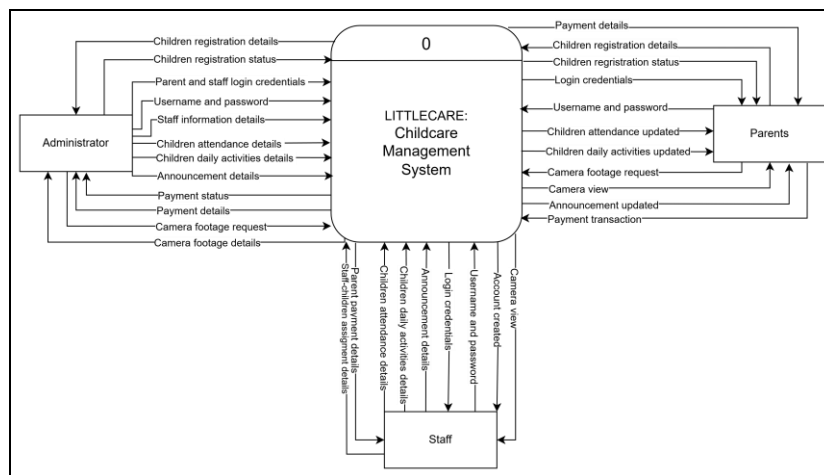 Payment details
Children registration details
0
Children registration details
Children registration status
Children rregistration status
Parent and staff login credentials
Login credentials
Username and password
Username and password
Staff information details
LITTLECARE:
Childcare
Management
System
Administrator
Parents
Children attendance updated
Children attendance details
Children daily activities updated
Children daily activities details
Announcement details
Camera footage request
Payment status
Camera view
Payment details
Announcement updated
Camera footage request
Payment transaction
Camera footage details
Staff-children assigment details
Parent payment details
Children attendance details
Children daily activities details
Announcement details
Login credentials
Username and password
Account created
Camera view
Staff